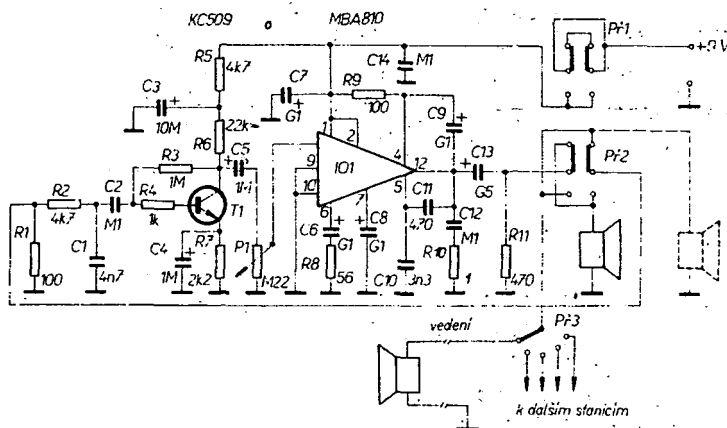 KC509 MBA810
Př1
+9V
R5
4k7
C14
M1
C3
+
10M
C7
+
G1
R9
100
R6
22k
C9
+
G1
1
2
R3
1M
C5
+
1M
4
12
C13
+
G5
Př2
9
10
IO1
5
R2
4k7
C2
M1
R4
1k
T1
6
7
C11
470
C12
M1
R1
100
C1
4n7
C4
+
1M
R7
2k2
P1
M22
C6
+
G1
C8
+
G1
R8
56
C10
3n3
R10
1
R11
470
vedení
Př3
k dalším stanicím